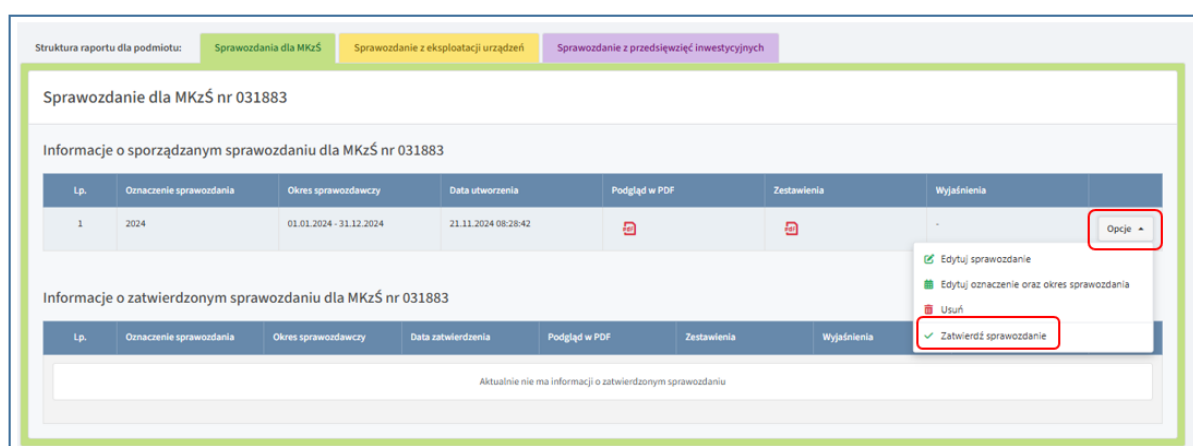 Struktura raportu dla podmiotu: Sprawozdania dla MKzŚ Sprawozdanie z eksploatacji urządzeń Sprawozdanie z przedsięwzięć inwestycyjnych
Sprawozdanie dla MKzŚ nr 031883
Informacje o sporządzanym sprawozdaniu dla MKzŚ nr 031883
Lp. Oznaczenie sprawozdania Okres sprawozdawczy Data utworzenia Podgląd w PDF Zestawienia Wyjaśnienia
1 2024 01.01.2024 - 31.12.2024 21.11.2024 08:28:42 PDF PDF - Opcje
Edytuj sprawozdanie
Edytuj oznaczenie oraz okres sprawozdania
Usuń
Zatwierdź sprawozdanie
Informacje o zatwierdzonym sprawozdaniu dla MKzŚ nr 031883
Lp. Oznaczenie sprawozdania Okres sprawozdawczy Data zatwierdzenia Podgląd w PDF Zestawienia Wyjaśnienia
Aktualnie nie ma informacji o zatwierdzonym sprawozdaniu